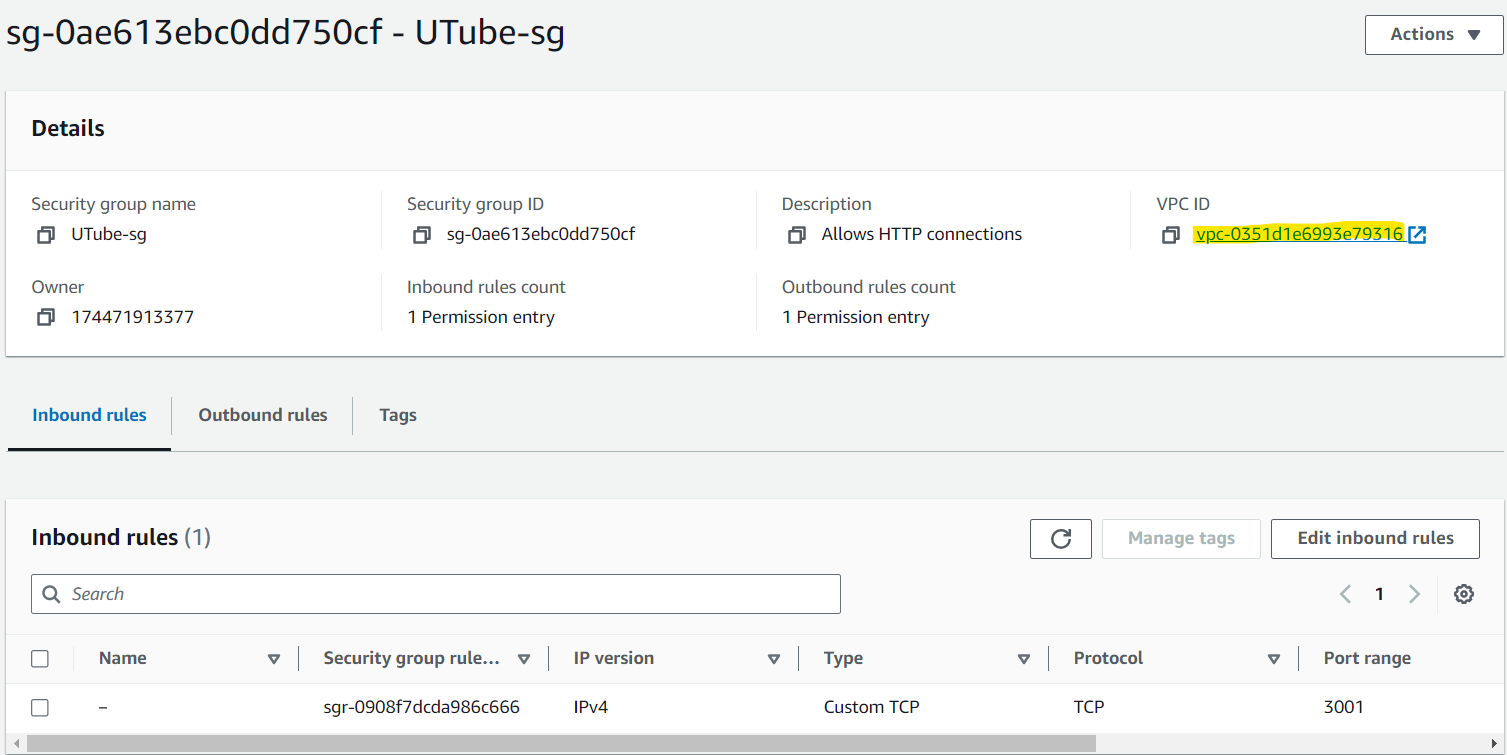 sg-0ae613ebc0dd750cf - UTube-sg
Actions
Details
Security group name
Security group ID
Description
VPC ID
UTube-sg
sg-0ae613ebc0dd750cf
Allows HTTP connections
vpc-0351d1e6993e79316
Owner
Inbound rules count
Outbound rules count
174471913377
1 Permission entry
1 Permission entry
Inbound rules
Outbound rules
Tags
Inbound rules (1)
Manage tags
Edit inbound rules
Search
1
Name
Security group rule...
IP version
Type
Protocol
Port range
–
sgr-0908f7dcda986c666
IPv4
Custom TCP
TCP
3001